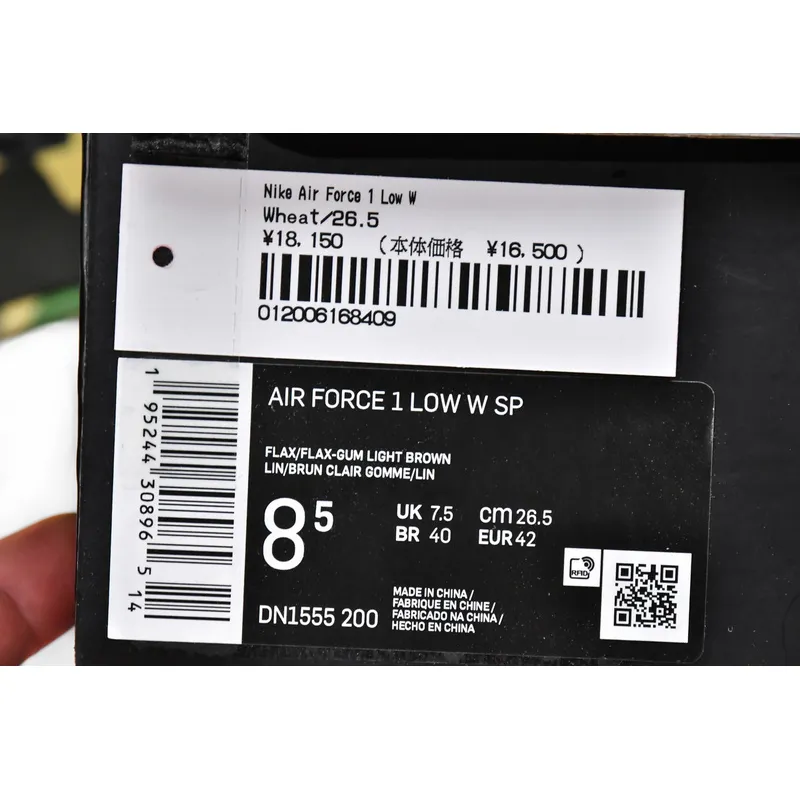 Nike Air Force 1 Low W
Wheat/26.5
¥18,150 (本体価格 ¥16,500)
012006168409
1 95244 30896 5 14
AIR FORCE 1 LOW W SP
FLAX/FLAX-GUM LIGHT BROWN
LIN/BRUN CLAIR GOMME/LIN
8 5
UK 7.5 cm 26.5
BR 40 EUR 42
RFID
DN1555 200
MADE IN CHINA /
FABRIQUE EN CHINE /
FABRICADO NA CHINA /
HECHO EN CHINA